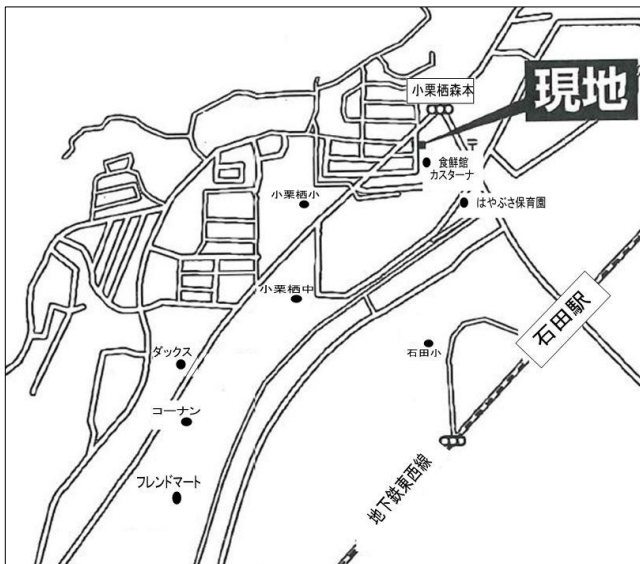 小栗栖森本
現地
〒
食鮮館
カスターナ
小栗栖小
はやぶさ保育園
小栗栖中
石田駅
石田小
ダックス
コーナン
フレンドマート
地下鉄東西線